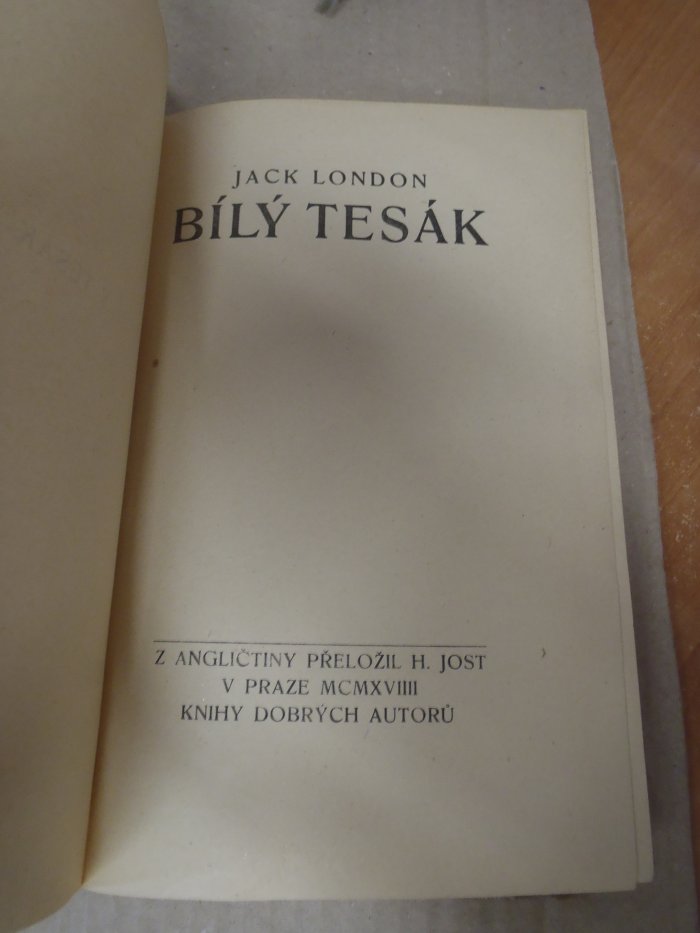 JACK LONDON
BÍLÝ TESÁK
Z ANGLIČTINY PŘELOŽIL H. JOST
V PRAZE MCMXVIIII
KNIHY DOBRÝCH AUTORŮ